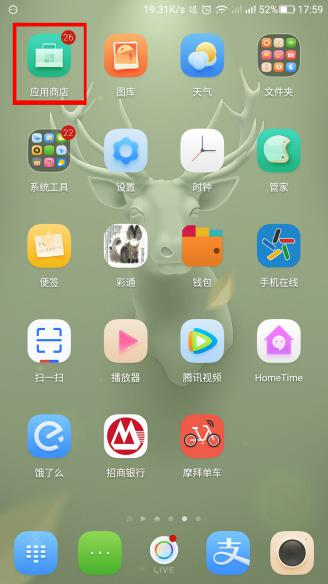 19.31K/s 52% 17:59
26
应用商店 图库 天气 文件夹
22
系统工具 设置 时钟 管家
便签 彩通 钱包 手机在线
扫一扫 播放器 腾讯视频 HomeTime
饿了么 招商银行 摩拜单车
支
LIVE